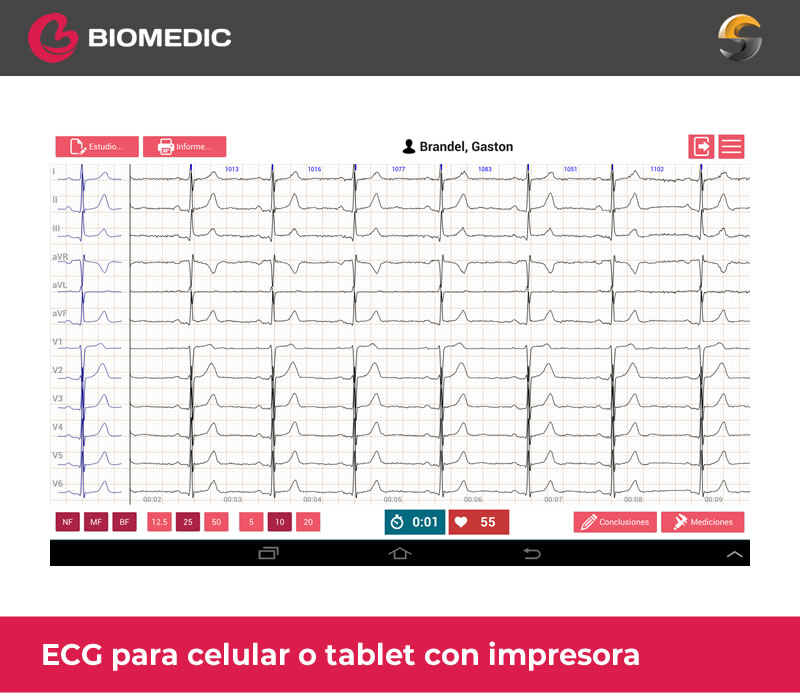 BIOMEDIC
Estudio... Informe... Brandel, Gaston
1013 1016 1077 1083 1051 1102
I
II
III
aVR
aVL
aVF
V1
V2
V3
V4
V5
V6
00:02 00:03 00:04 00:05 00:06 00:07 00:08 00:09
NF MF BF 12.5 25 50 5 10 20 0:01 55 Conclusiones Mediciones
ECG para celular o tablet con impresora